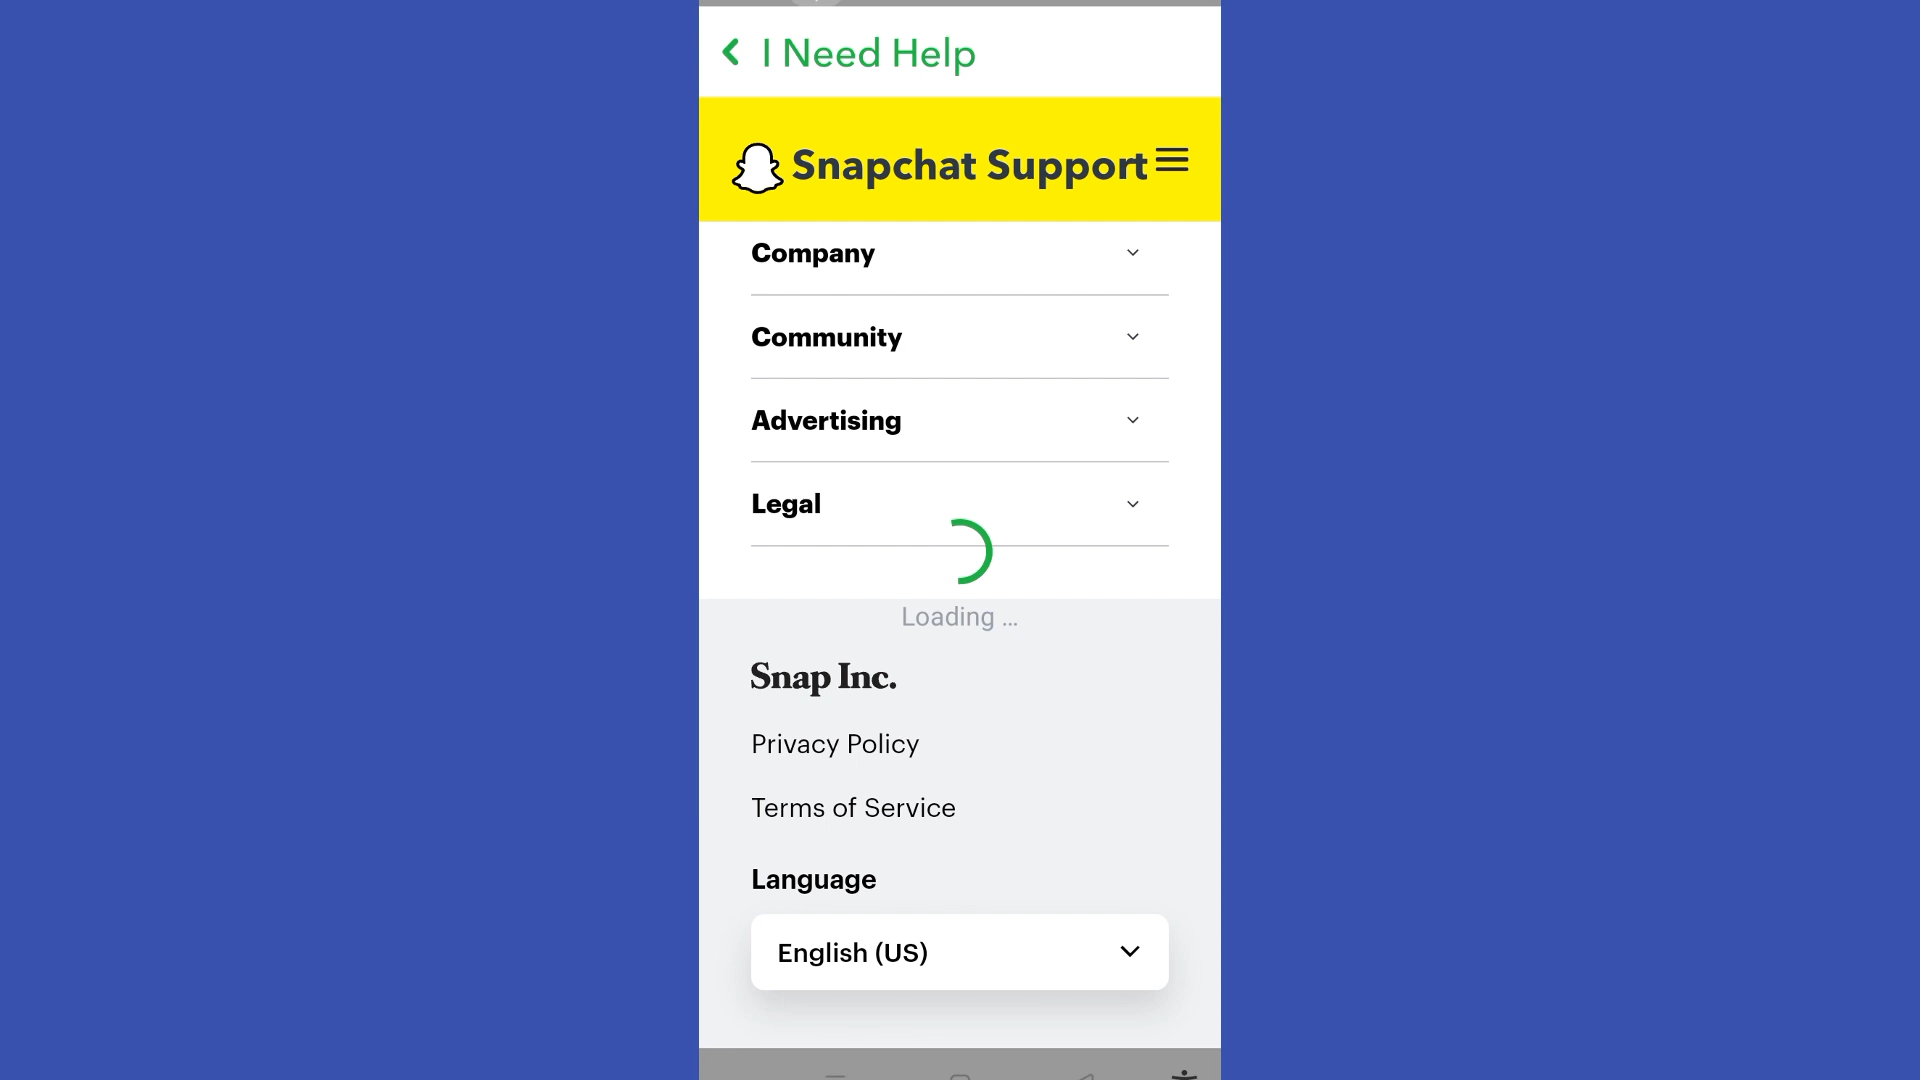 I Need Help
Snapchat Support
Company
Community
Advertising
Legal
Loading ...
Snap Inc.
Privacy Policy
Terms of Service
Language
English (US)